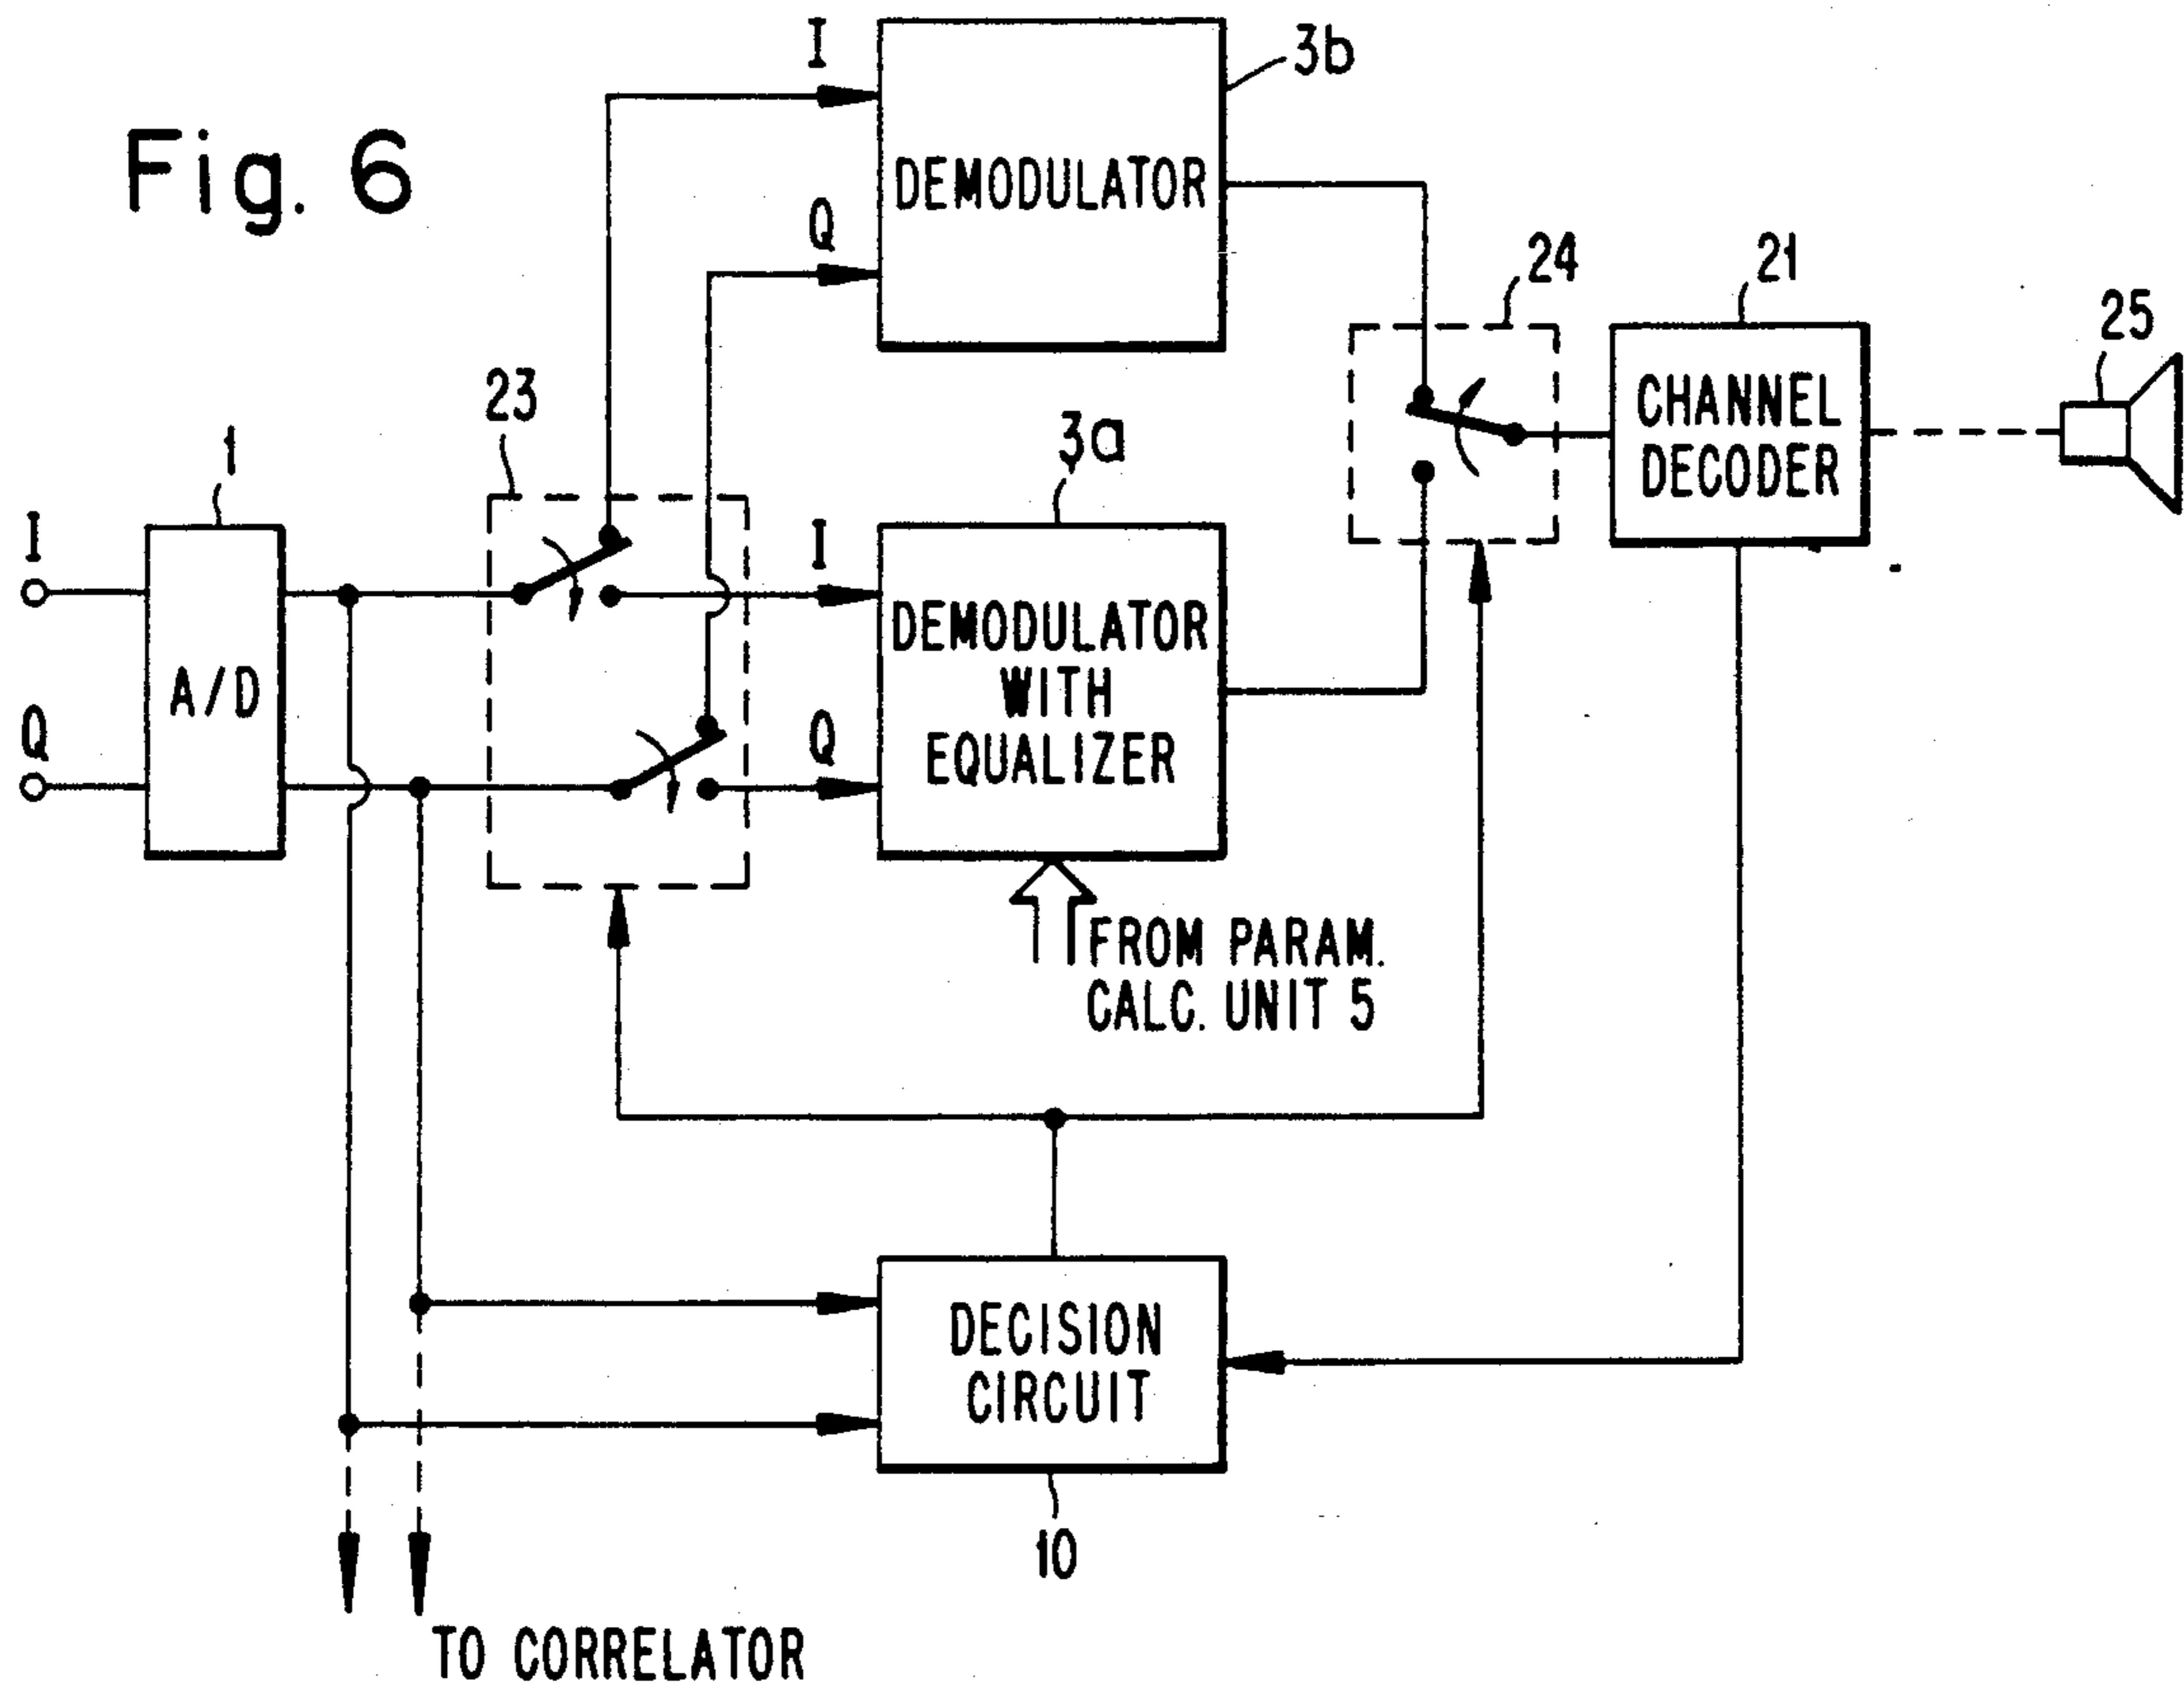 Fig. 6
I
3b
DEMODULATOR
Q
24
21
25
23
CHANNEL
DECODER
3a
1
I
I
DEMODULATOR
WITH
EQUALIZER
A/D
Q
Q
FROM PARAM.
CALC. UNIT 5
DECISION
CIRCUIT
10
TO CORRELATOR